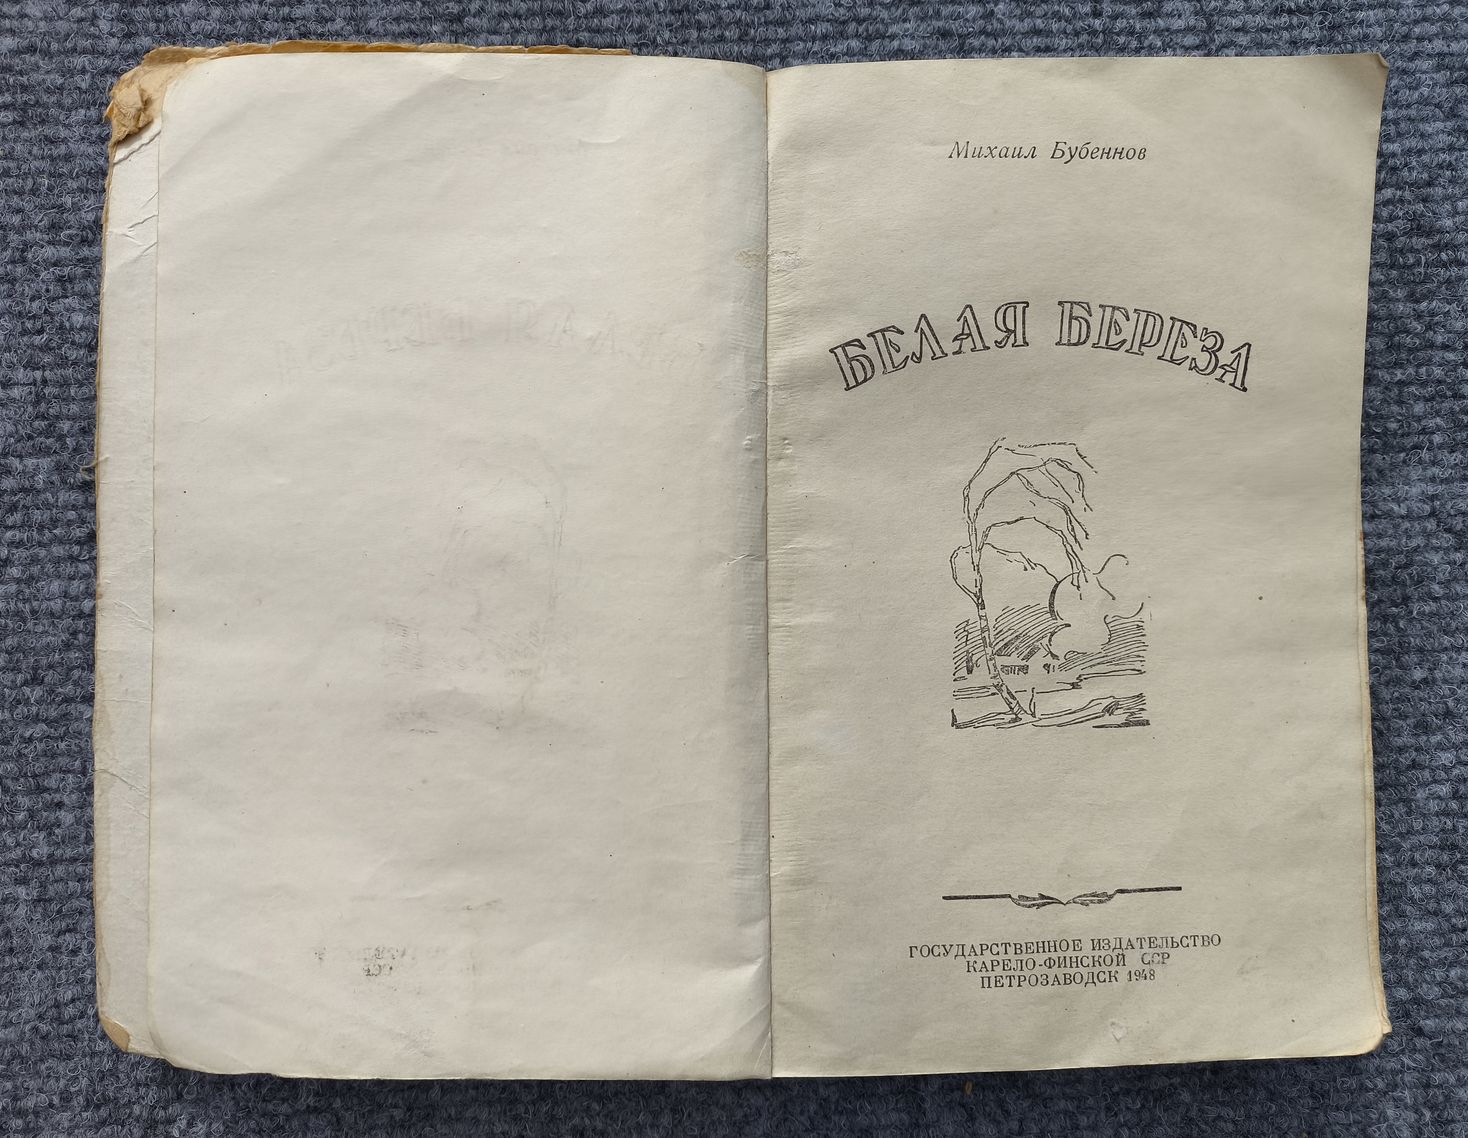 Михаил Бубеннов
БЕЛАЯ БЕРЕЗА
ГОСУДАРСТВЕННОЕ ИЗДАТЕЛЬСТВО
КАРЕЛО-ФИНСКОЙ ССР
ПЕТРОЗАВОДСК 1948